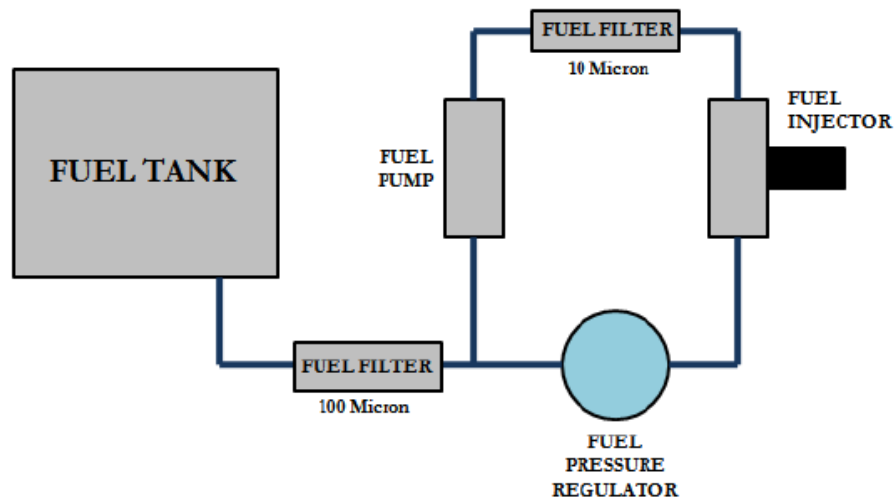 FUEL FILTER
10 Micron
FUEL
INJECTOR
FUEL TANK
FUEL
PUMP
FUEL FILTER
100 Micron
FUEL
PRESSURE
REGULATOR